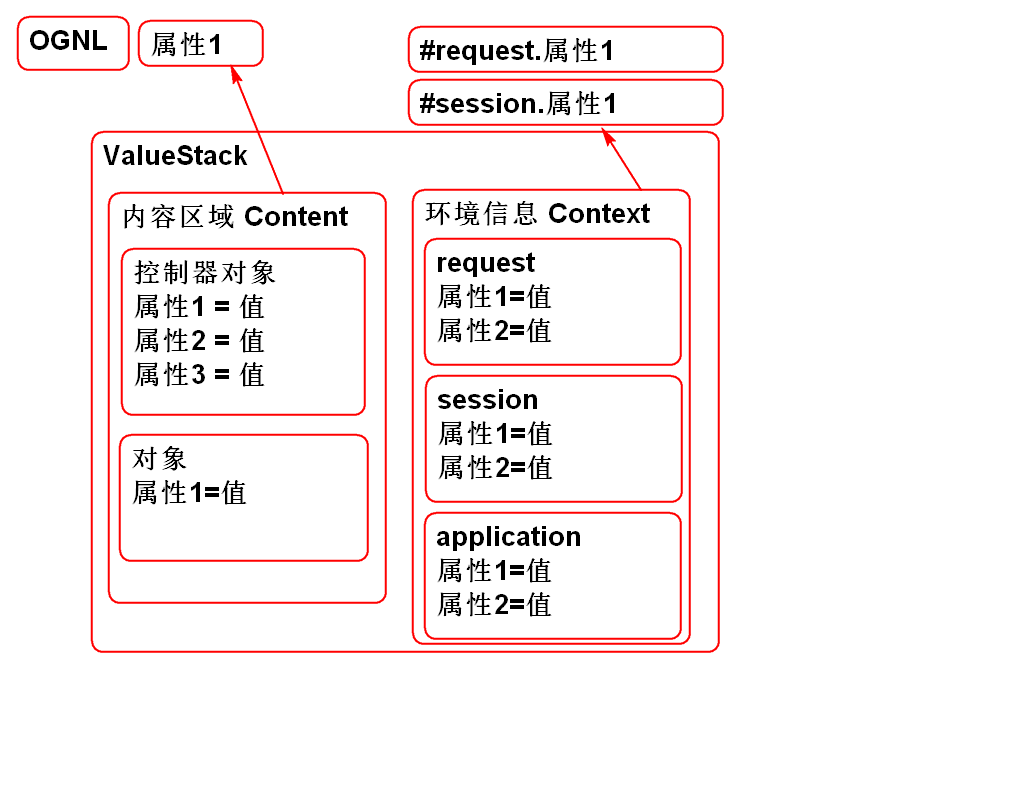 OGNL
属性1
#request.属性1
#session.属性1
ValueStack
内容区域 Content
控制器对象
属性1 = 值
属性2 = 值
属性3 = 值
对象
属性1=值
环境信息 Context
request
属性1=值
属性2=值
session
属性1=值
属性2=值
application
属性1=值
属性2=值